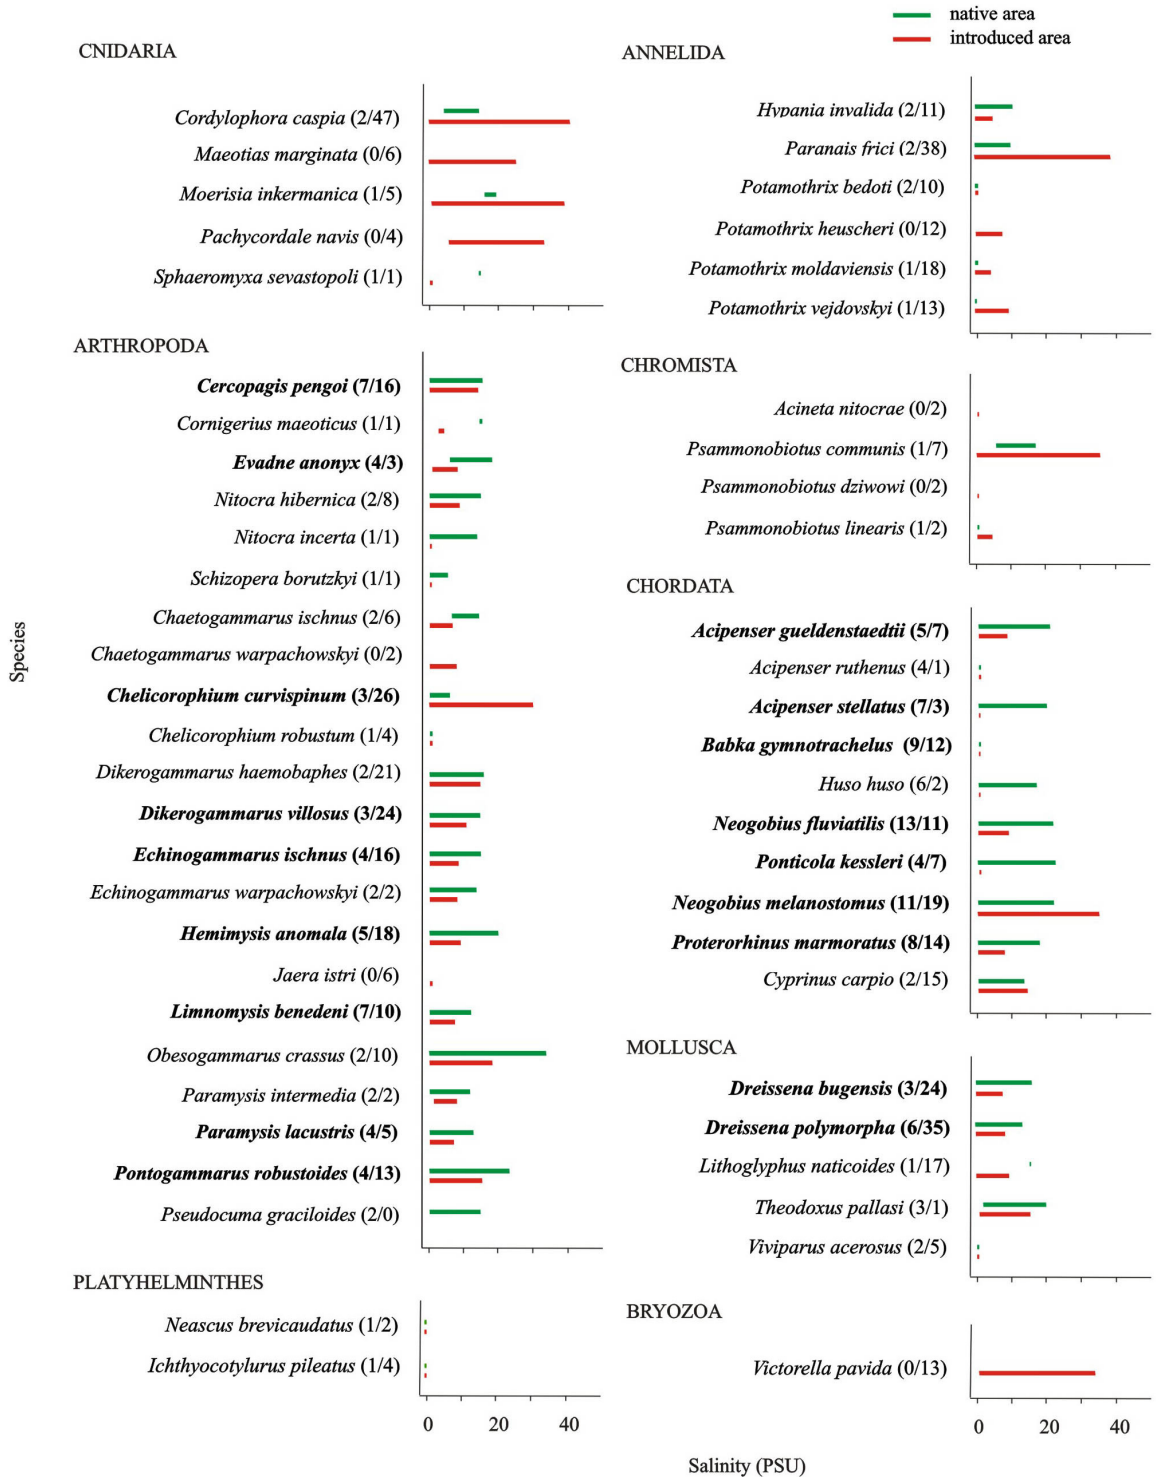 native area
introduced area
CNIDARIA
Cordylophora caspia (2/47)
Maeotias marginata (0/6)
Moerisia inkermanica (1/5)
Pachycordale navis (0/4)
Sphaeromyxa sevastopoli (1/1)
ARTHROPODA
Cercopagis pengoi (7/16)
Cornigerius maeoticus (1/1)
Evadne anonyx (4/3)
Nitocra hibernica (2/8)
Nitocra incerta (1/1)
Schizopera borutzkyi (1/1)
Chaetogammarus ischnus (2/6)
Chaetogammarus warpachowskyi (0/2)
Chelicorophium curvispinum (3/26)
Chelicorophium robustum (1/4)
Dikerogammarus haemobaphes (2/21)
Dikerogammarus villosus (3/24)
Echinogammarus ischnus (4/16)
Echinogammarus warpachowskyi (2/2)
Hemimysis anomala (5/18)
Jaera istri (0/6)
Limnomysis benedeni (7/10)
Obesogammarus crassus (2/10)
Paramysis intermedia (2/2)
Paramysis lacustris (4/5)
Pontogammarus robustoides (4/13)
Pseudocuma graciloides (2/0)
PLATYHELMINTHES
Neascus brevicaudatus (1/2)
Ichthyocotylurus pileatus (1/4)
0 20 40
Species
ANNELIDA
Hypania invalida (2/11)
Paranais frici (2/38)
Potamothrix bedoti (2/10)
Potamothrix heuscheri (0/12)
Potamothrix moldaviensis (1/18)
Potamothrix vejdovskyi (1/13)
CHROMISTA
Acineta nitocrae (0/2)
Psammonobiotus communis (1/7)
Psammonobiotus dziwowi (0/2)
Psammonobiotus linearis (1/2)
CHORDATA
Acipenser gueldenstaedtii (5/7)
Acipenser ruthenus (4/1)
Acipenser stellatus (7/3)
Babka gymnotrachelus (9/12)
Huso huso (6/2)
Neogobius fluviatilis (13/11)
Ponticola kessleri (4/7)
Neogobius melanostomus (11/19)
Proterorhinus marmoratus (8/14)
Cyprinus carpio (2/15)
MOLLUSCA
Dreissena bugensis (3/24)
Dreissena polymorpha (6/35)
Lithoglyphus naticoides (1/17)
Theodoxus pallasi (3/1)
Viviparus acerosus (2/5)
BRYOZOA
Victorella pavida (0/13)
0 20 40
Salinity (PSU)